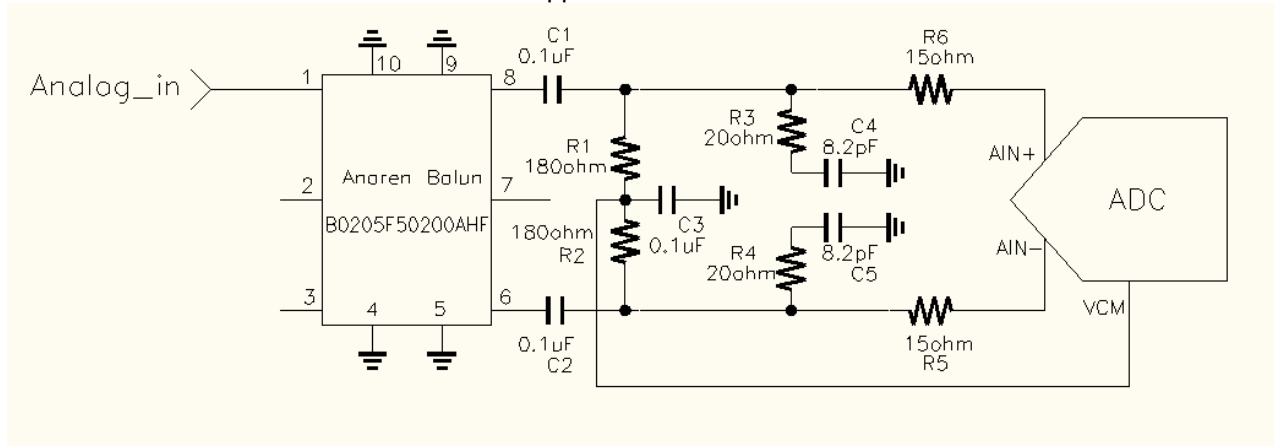 Analog_in
1
10
9
8
C1
0.1uF
R6
15ohm
R3
20ohm
C4
8.2pF
AIN+
R1
180ohm
2
Anaren Balun
7
B0205F50200AHF
ADC
180ohm
R2
C3
0.1uF
R4
20ohm
8.2pF
C5
AIN-
3
4
5
6
0.1uF
C2
15ohm
R5
VCM